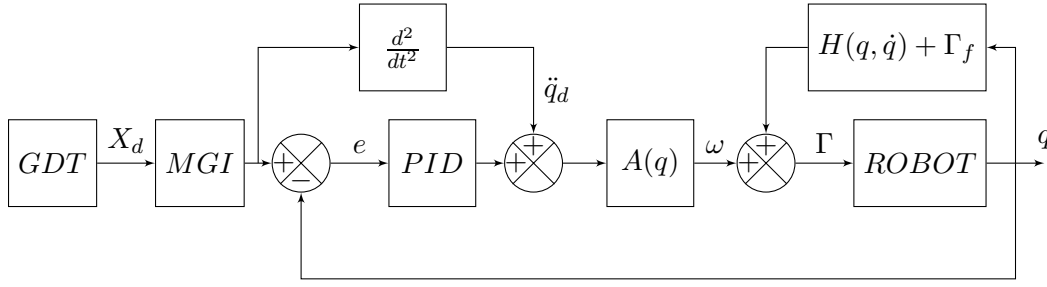 d²/dt²
H(q, q̇) + Γ_f
q̈_d
GDT
X_d
MGI
+
−
e
PID
+
+
A(q)
ω
+
+
Γ
ROBOT
q